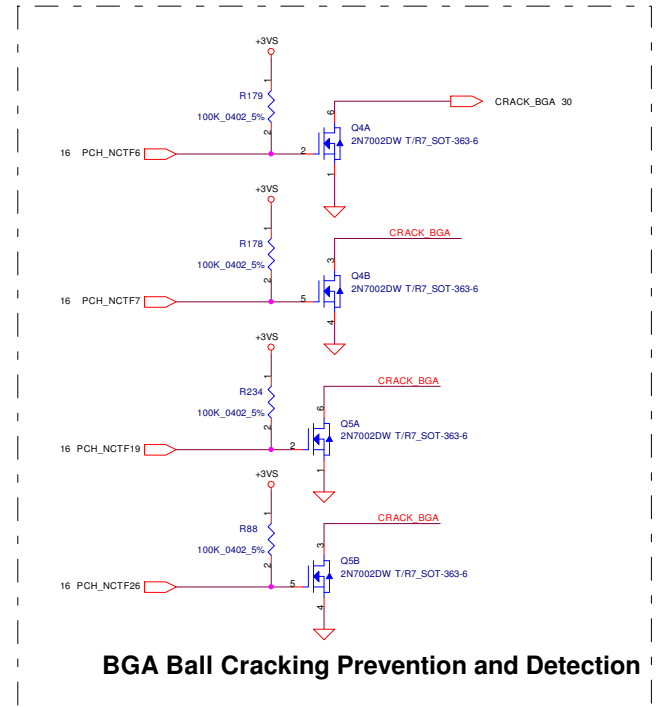 +3VS
1
R179
100K_0402_5%
2
6
CRACK_BGA 30
Q4A
2N7002DW T/R7_SOT-363-6
16 PCH_NCTF6
2
1
+3VS
1
R178
100K_0402_5%
2
CRACK_BGA
3
Q4B
2N7002DW T/R7_SOT-363-6
16 PCH_NCTF7
5
4
+3VS
1
R234
100K_0402_5%
2
CRACK_BGA
6
Q5A
2N7002DW T/R7_SOT-363-6
16 PCH_NCTF19
2
1
+3VS
1
R88
100K_0402_5%
2
CRACK_BGA
3
Q5B
2N7002DW T/R7_SOT-363-6
16 PCH_NCTF26
5
4
BGA Ball Cracking Prevention and Detection